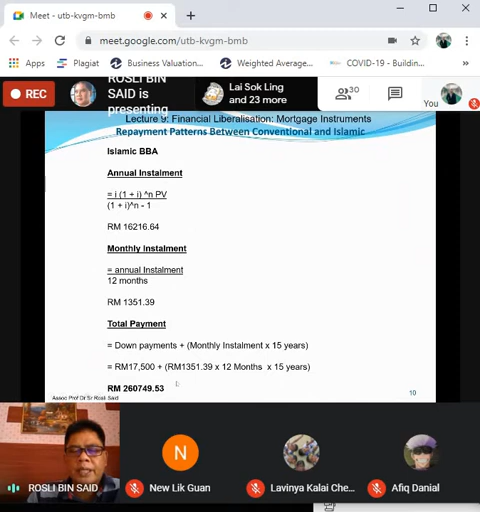 Meet - utb-kvgm-bmb
meet.google.com/utb-kvgm-bmb
Apps
Plagiat
Business Valuation...
Weighted Average...
COVID-19 - Building...
REC
ROSLI BIN
SAID is
presenting
Lai Sok Ling
and 23 more
30
You
Lecture 9: Financial Liberalisation: Mortgage Instruments
Repayment Patterns Between Conventional and Islamic
Islamic BBA
Annual Instalment
= i (1 + i) ^n PV
(1 + i)^n - 1
RM 16216.64
Monthly Instalment
= annual Instalment
12 months
RM 1351.39
Total Payment
= Down payments + (Monthly Instalment x 15 years)
= RM17,500 + (RM1351.39 x 12 Months x 15 years)
RM 260749.53
Assoc Prof Dr Sr Rosli Said
10
N
ROSLI BIN SAID
New Lik Guan
Lavinya Kalai Che...
Afiq Danial